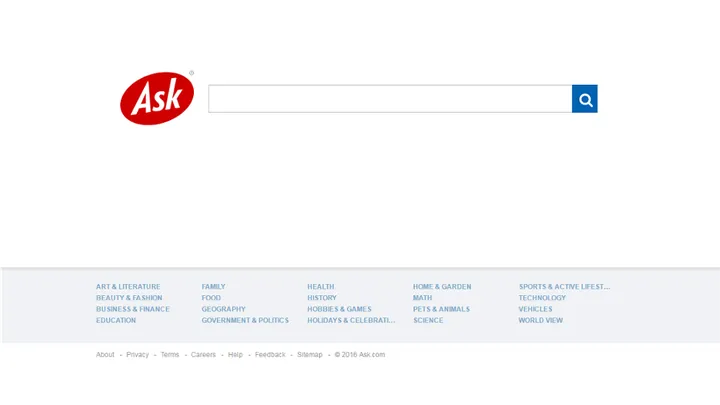 Ask ®
ART & LITERATURE FAMILY HEALTH HOME & GARDEN SPORTS & ACTIVE LIFEST...
BEAUTY & FASHION FOOD HISTORY MATH TECHNOLOGY
BUSINESS & FINANCE GEOGRAPHY HOBBIES & GAMES PETS & ANIMALS VEHICLES
EDUCATION GOVERNMENT & POLITICS HOLIDAYS & CELEBRATI... SCIENCE WORLD VIEW
About - Privacy - Terms - Careers - Help - Feedback - Sitemap - © 2016 Ask.com